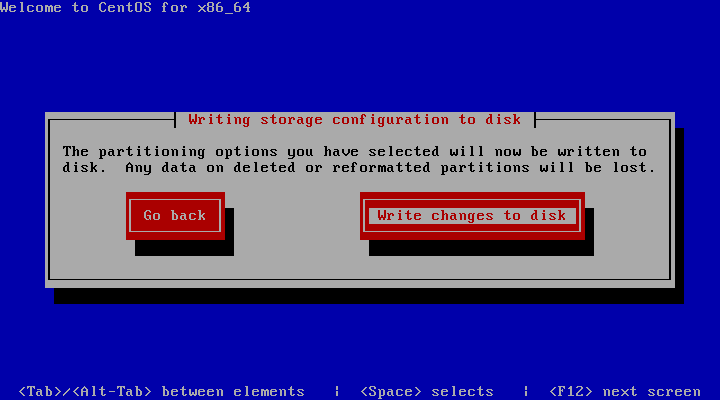 Welcome to CentOS for x86_64
Writing storage configuration to disk
The partitioning options you have selected will now be written to
disk.  Any data on deleted or reformatted partitions will be lost.
Go back
Write changes to disk
<Tab>/<Alt-Tab> between elements   |  <Space> selects   |  <F12> next screen